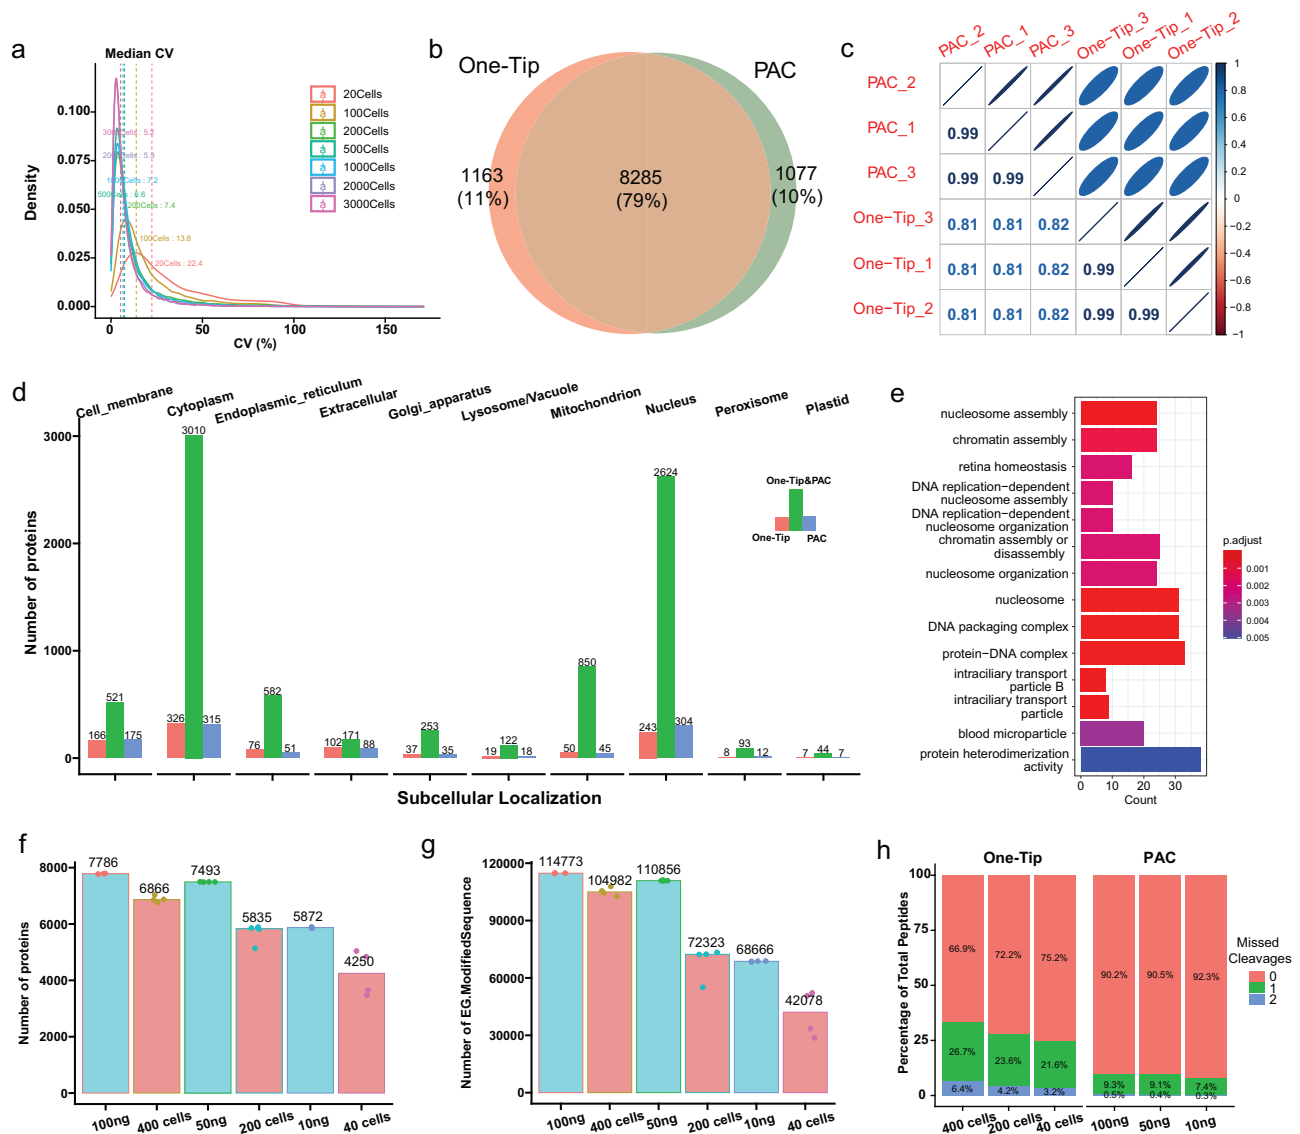 a
Median CV
Density
0.100
0.075
0.050
0.025
0.000
0
50
100
150
CV (%)
1000Cells : 7.2
500Cells : 6.6
200Cells : 7.4
100Cells : 13.8
20Cells : 22.4
20Cells
100Cells
200Cells
500Cells
1000Cells
2000Cells
3000Cells
b
One-Tip
PAC
1163
(11%)
8285
(79%)
1077
(10%)
c
PAC_2
PAC_1
PAC_3
One-Tip_3
One-Tip_1
One-Tip_2
PAC_2
PAC_1
0.99
PAC_3
0.99 0.99
One-Tip_3
0.81 0.81 0.82
One-Tip_1
0.81 0.81 0.82 0.99
One-Tip_2
0.81 0.81 0.82 0.99 0.99
1
0.8
0.6
0.4
0.2
0
-0.2
-0.4
-0.6
-0.8
-1
d
Cell_membrane
Cytoplasm
Endoplasmic_reticulum
Extracellular
Golgi_apparatus
Lysosome/Vacuole
Mitochondrion
Nucleus
Peroxisome
Plastid
Number of proteins
3000
2000
1000
0
166 521 175
326 3010 315
76 582 51
102 171 88
37 253 35
19 122 18
50 850 45
243 2624 304
8 93 12
7 44 7
One-Tip&PAC
One-Tip
PAC
Subcellular Localization
e
nucleosome assembly
chromatin assembly
retina homeostasis
DNA replication-dependent
nucleosome assembly
DNA replication-dependent
nucleosome organization
chromatin assembly or
disassembly
nucleosome organization
nucleosome
DNA packaging complex
protein-DNA complex
intraciliary transport
particle B
intraciliary transport
particle
blood microparticle
protein heterodimerization
activity
0 10 20 30
Count
p.adjust
0.001
0.002
0.003
0.004
0.005
f
Number of proteins
8000
6000
4000
2000
0
7786
6866
7493
5835
5872
4250
100ng
400 cells
50ng
200 cells
10ng
40 cells
g
Number of EG.ModifiedSequence
120000
90000
60000
30000
0
114773
104982
110856
72323
68666
42078
100ng
400 cells
50ng
200 cells
10ng
40 cells
h
One-Tip
PAC
Percentage of Total Peptides
100
75
50
25
0
66.9%
72.2%
75.2%
90.2%
90.5%
92.3%
26.7%
23.6%
21.6%
9.3%
9.1%
7.4%
6.4%
4.2%
3.2%
0.5%
0.4%
0.3%
400 cells
200 cells
40 cells
100ng
50ng
10ng
Missed
Cleavages
0
1
2